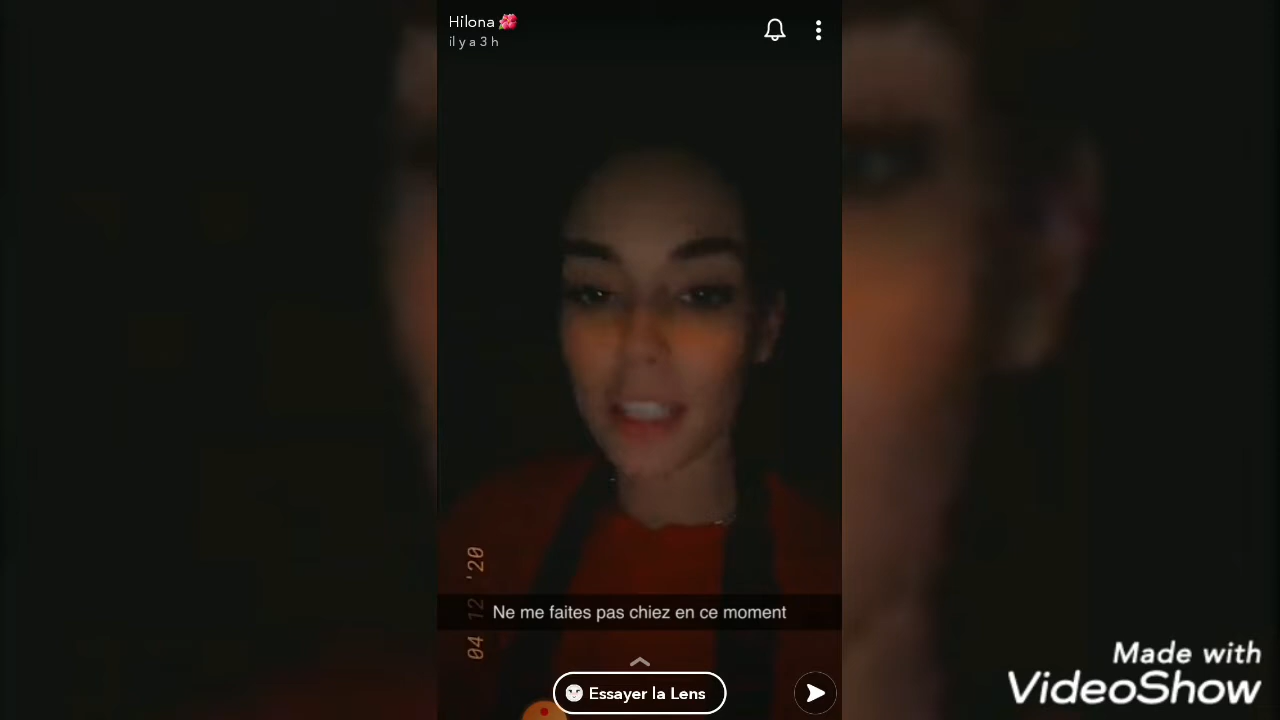 Hilona 🌺
il y a 3 h
04 12 '20
Ne me faites pas chiez en ce moment
Essayer la Lens
Made with
VideoShow